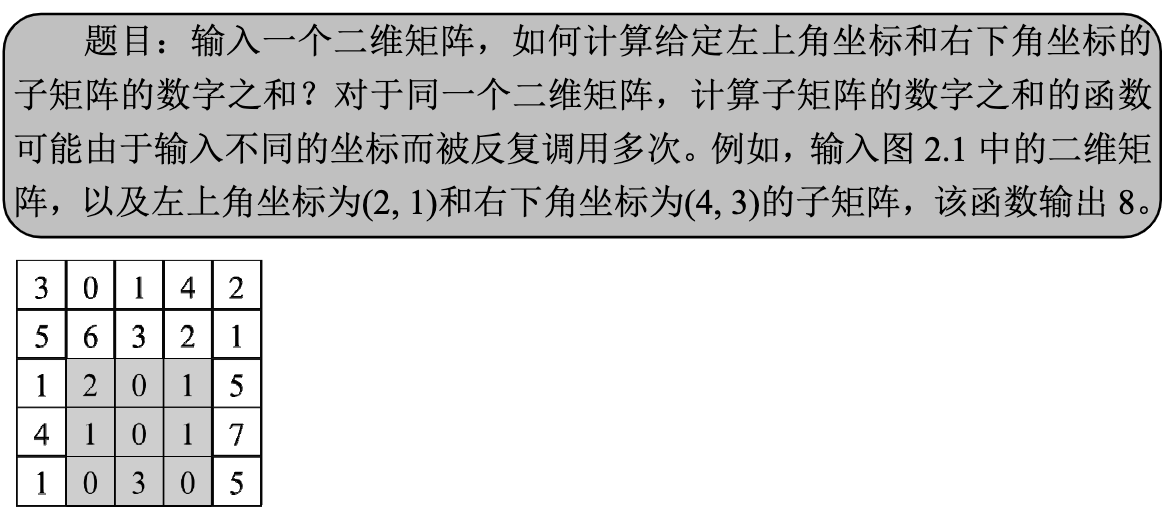 题目：输入一个二维矩阵，如何计算给定左上角坐标和右下角坐标的
子矩阵的数字之和？对于同一个二维矩阵，计算子矩阵的数字之和的函数
可能由于输入不同的坐标而被反复调用多次。例如，输入图 2.1 中的二维矩
阵，以及左上角坐标为(2, 1)和右下角坐标为(4, 3)的子矩阵，该函数输出 8。
3 0 1 4 2
5 6 3 2 1
1 2 0 1 5
4 1 0 1 7
1 0 3 0 5